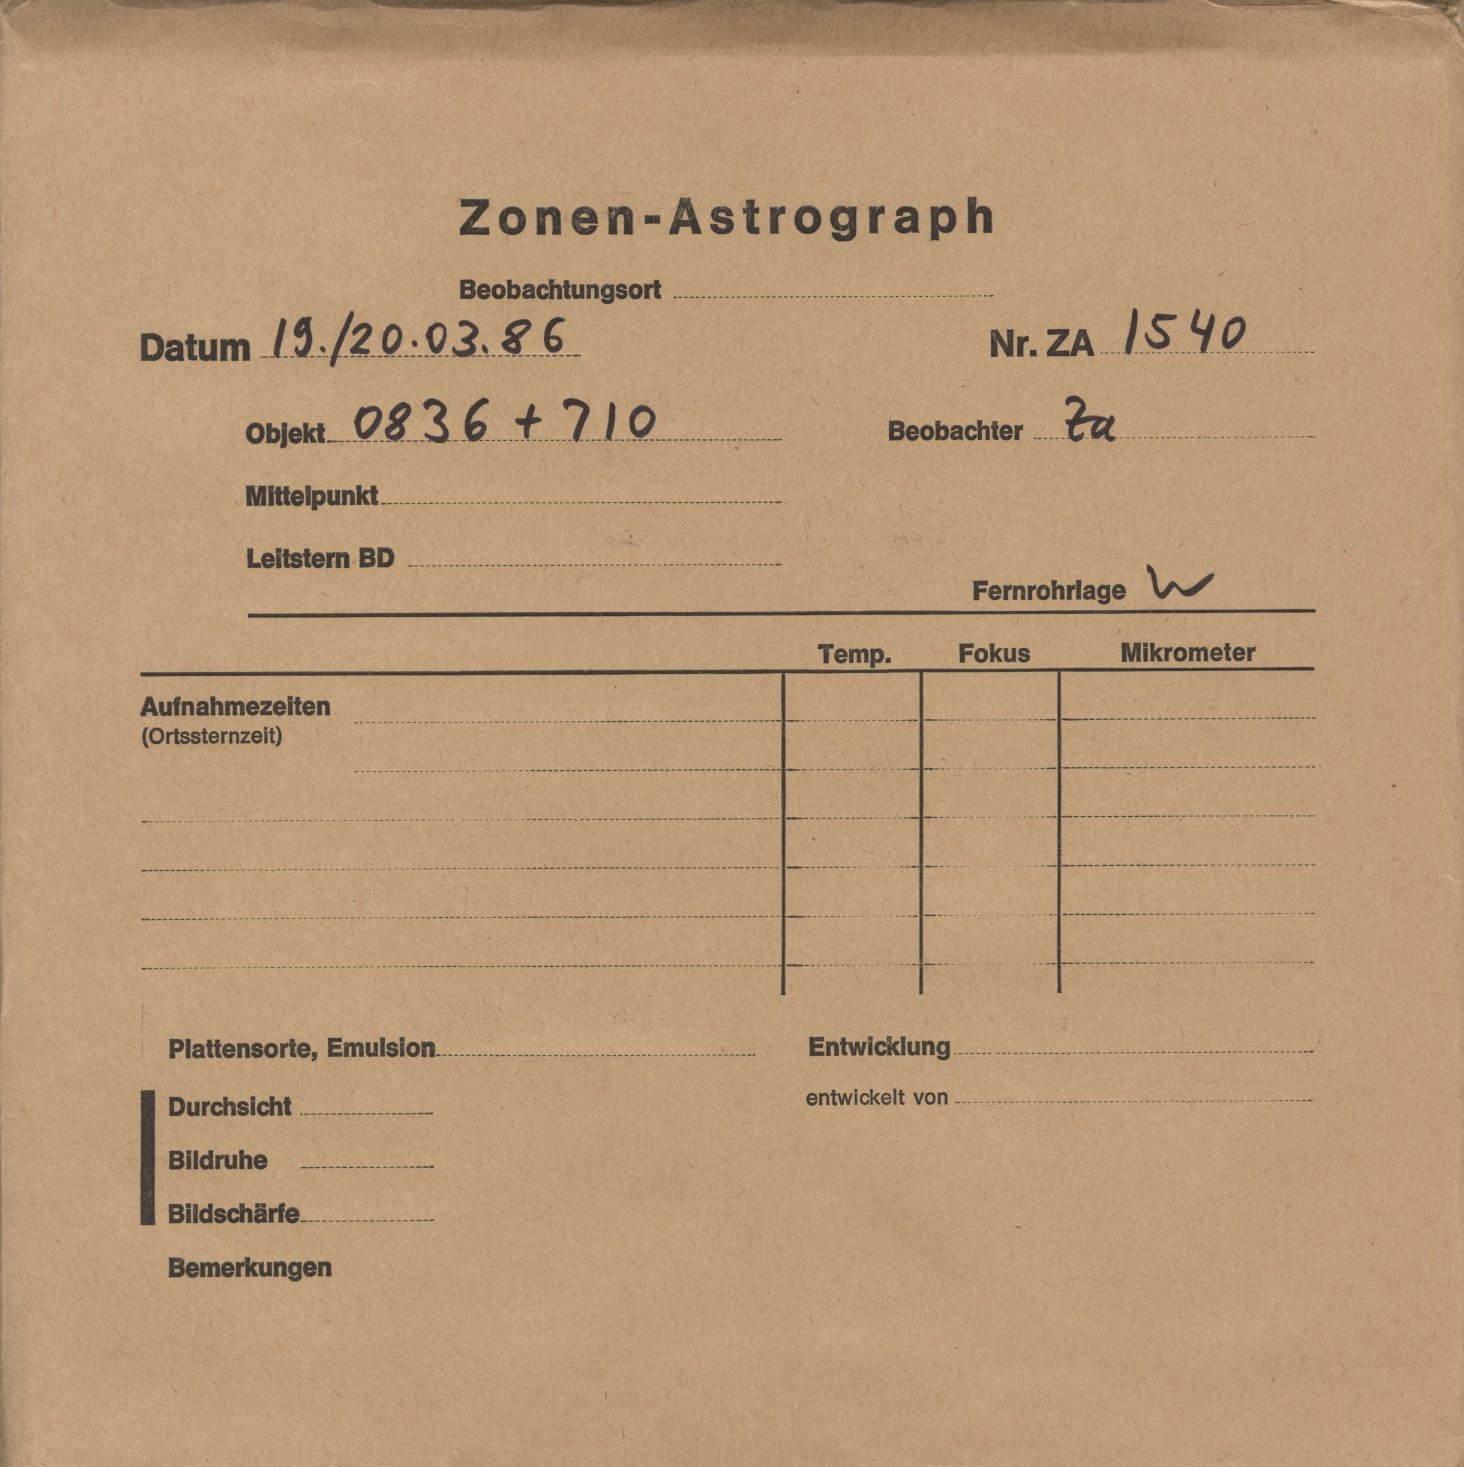 Zonen-Astrograph
Beobachtungsort
Datum 19./20.03.86 Nr. ZA 1540
Objekt 0836+710 Beobachter Za
Mittelpunkt
Leitstern BD
Fernrohrlage W
Temp. Fokus Mikrometer
Aufnahmezeiten
(Ortssternzeit)
Plattensorte, Emulsion Entwicklung
Durchsicht entwickelt von
Bildruhe
Bildschärfe
Bemerkungen